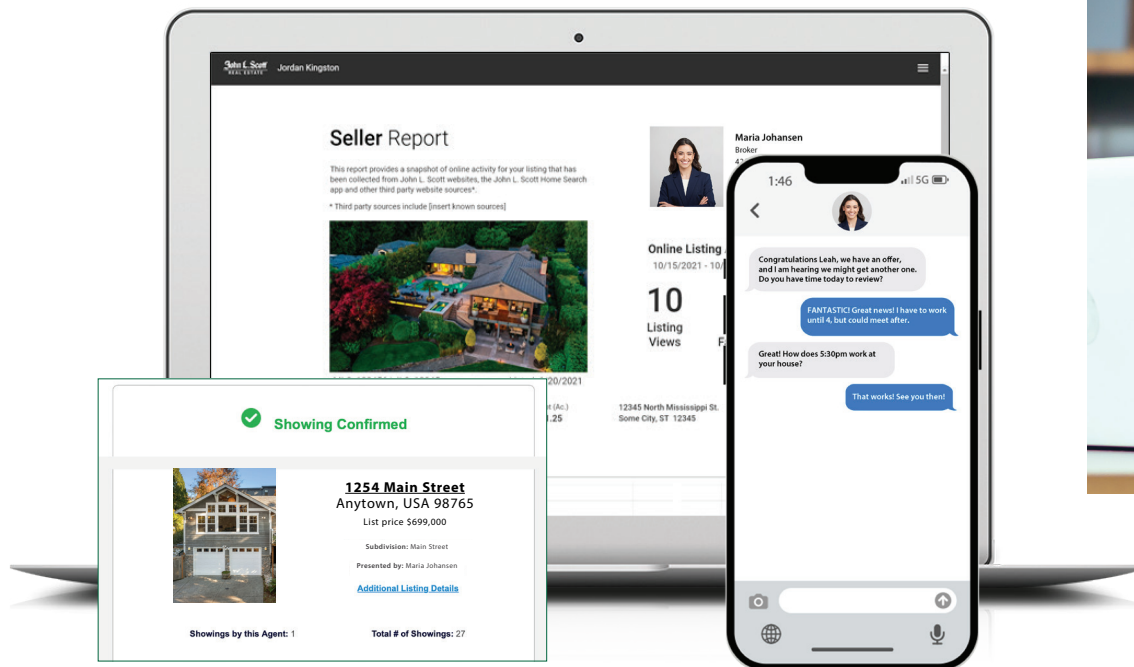 John L. Scott
REAL ESTATE
Jordan Kingston
Seller Report
This report provides a snapshot of online activity for your listing that has
been collected from John L. Scott websites, the John L. Scott Home Search
app and other third party website sources*.
* Third party sources include [insert known sources]
Maria Johansen
Broker
Online Listing
10/15/2021 - 10/
10
Listing
Views
20/2021
(Ac.)
.25
12345 North Mississippi St.
Some City, ST 12345
1:46
5G
Congratulations Leah, we have an offer,
and I am hearing we might get another one.
Do you have time today to review?
FANTASTIC! Great news! I have to work
until 4, but could meet after.
Great! How does 5:30pm work at
your house?
That works! See you then!
Showing Confirmed
1254 Main Street
Anytown, USA 98765
List price $699,000
Subdivision: Main Street
Presented by: Maria Johansen
Additional Listing Details
Showings by this Agent: 1
Total # of Showings: 27